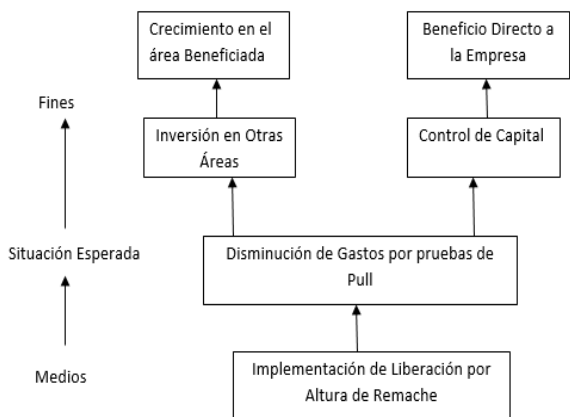 Crecimiento en el
área Beneficiada
Beneficio Directo a
la Empresa
Fines
Inversión en Otras
Áreas
Control de Capital
Situación Esperada
Disminución de Gastos por pruebas de
Pull
Medios
Implementación de Liberación por
Altura de Remache